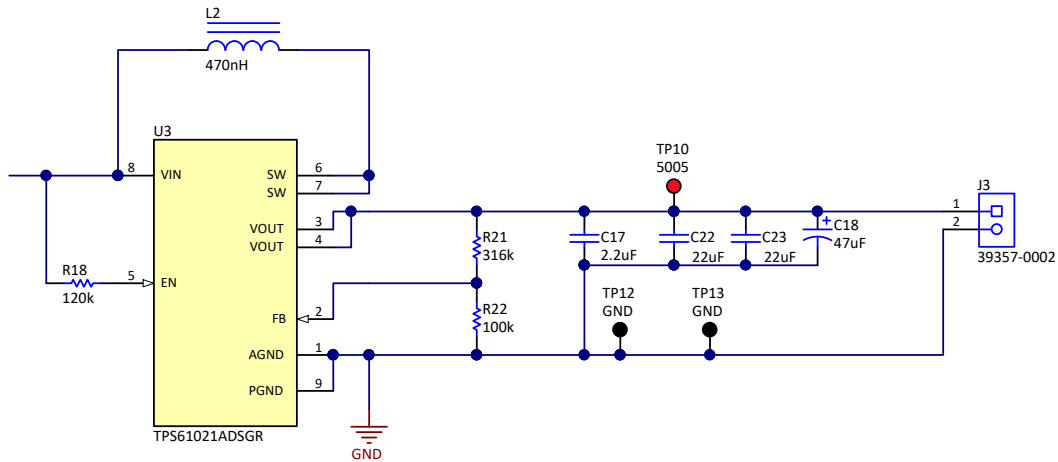 L2
470nH
U3
8
VIN
SW
6
SW
7
VOUT
3
VOUT
4
R18
120k
5
EN
FB
2
AGND
1
PGND
9
TPS61021ADSGR
GND
R21
316k
R22
100k
C17
2.2uF
TP10
5005
C22
22uF
C23
22uF
+
C18
47uF
TP12
GND
TP13
GND
J3
1
2
39357-0002